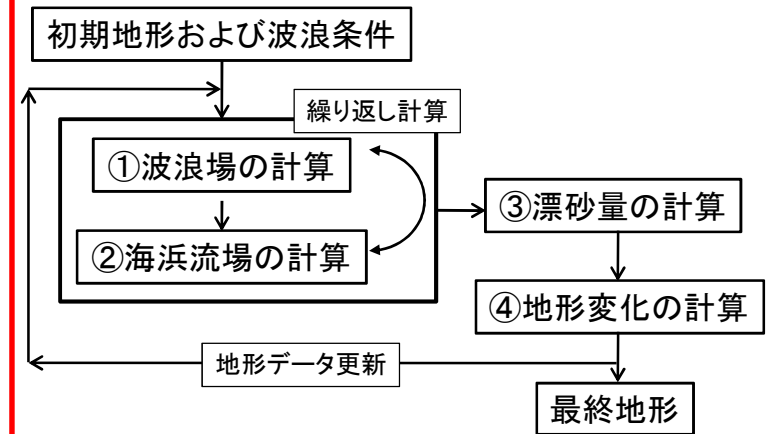 初期地形および波浪条件
繰り返し計算
①波浪場の計算
②海浜流場の計算
③漂砂量の計算
④地形変化の計算
地形データ更新
最終地形